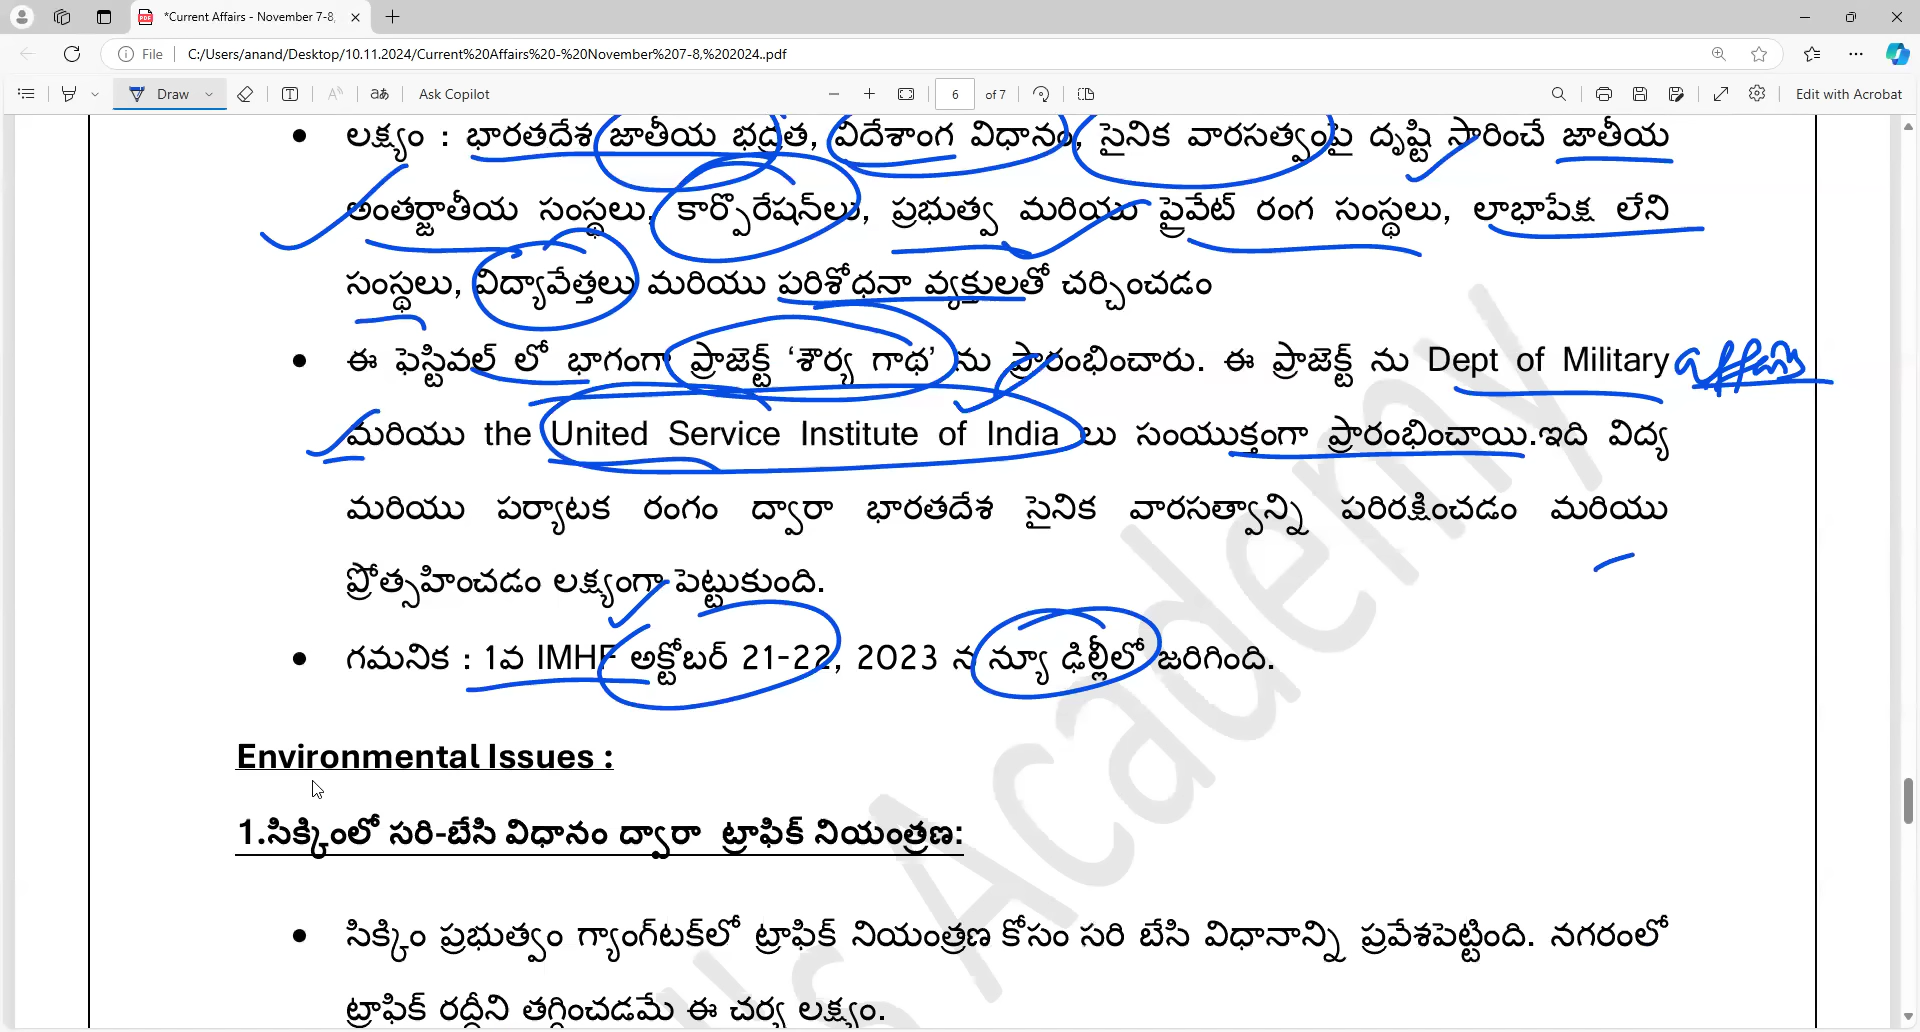 *Current Affairs - November 7-8,
File C:/Users/anand/Desktop/10.11.2024/Current%20Affairs%20-%20November%207-8,%202024..pdf
Draw aあ Ask Copilot 6 of 7 Edit with Acrobat
• లక్ష్యం : భారతదేశ జాతీయ భద్రత, విదేశాంగ విధానం, సైనిక వారసత్వంపై దృష్టి సారించే జాతీయ
అంతర్జాతీయ సంస్థలు, కార్పొరేషన్‌లు, ప్రభుత్వ మరియు ప్రైవేట్ రంగ సంస్థలు, లాభాపేక్ష లేని
సంస్థలు, విద్యావేత్తలు మరియు పరిశోధనా వ్యక్తులతో చర్చించడం
• ఈ ఫెస్టివల్ లో భాగంగా ప్రాజెక్ట్ ‘శౌర్య గాథ’ ను ప్రారంభించారు. ఈ ప్రాజెక్ట్ ను Dept of Military affairs
మరియు the United Service Institute of India లు సంయుక్తంగా ప్రారంభించాయి.ఇది విద్య
మరియు పర్యాటక రంగం ద్వారా భారతదేశ సైనిక వారసత్వాన్ని పరిరక్షించడం మరియు
ప్రోత్సహించడం లక్ష్యంగా పెట్టుకుంది.
• గమనిక : 1వ IMHF అక్టోబర్ 21-22, 2023 న న్యూ ఢిల్లీలో జరిగింది.
Environmental Issues :
1.సిక్కింలో సరి-బేసి విధానం ద్వారా ట్రాఫిక్ నియంత్రణ:
• సిక్కిం ప్రభుత్వం గ్యాంగ్‌టక్‌లో ట్రాఫిక్ నియంత్రణ కోసం సరి బేసి విధానాన్ని ప్రవేశపెట్టింది. నగరంలో
ట్రాఫిక్ రద్దీని తగ్గించడమే ఈ చర్య లక్ష్యం.
's Academy